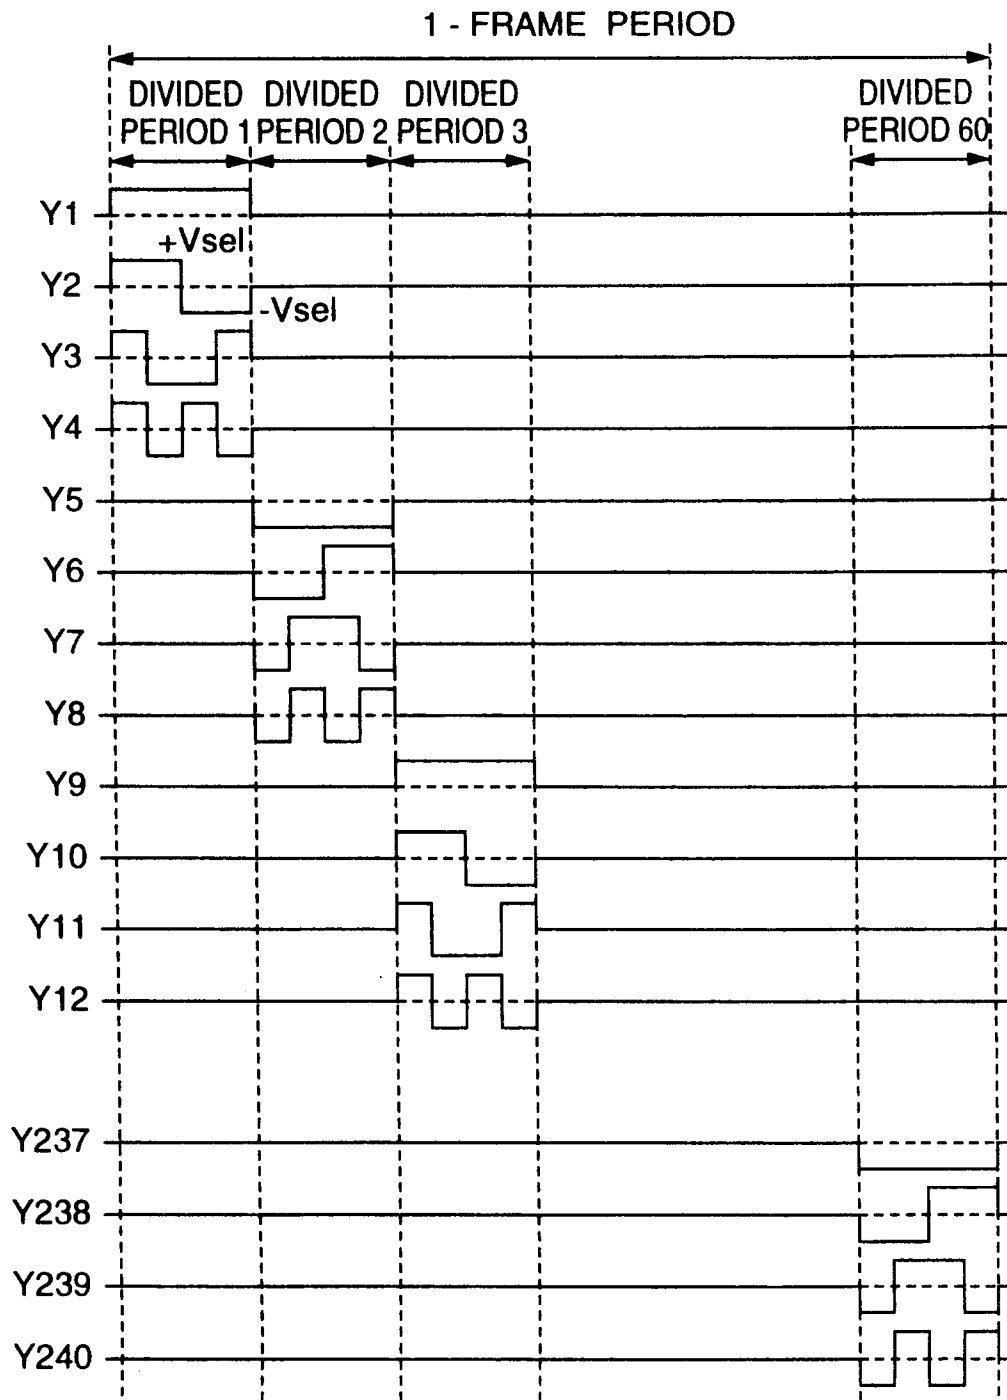 1 - FRAME PERIOD
DIVIDED PERIOD 1
DIVIDED PERIOD 2
DIVIDED PERIOD 3
DIVIDED PERIOD 60
Y1
+Vsel
Y2
-Vsel
Y3
Y4
Y5
Y6
Y7
Y8
Y9
Y10
Y11
Y12
Y237
Y238
Y239
Y240